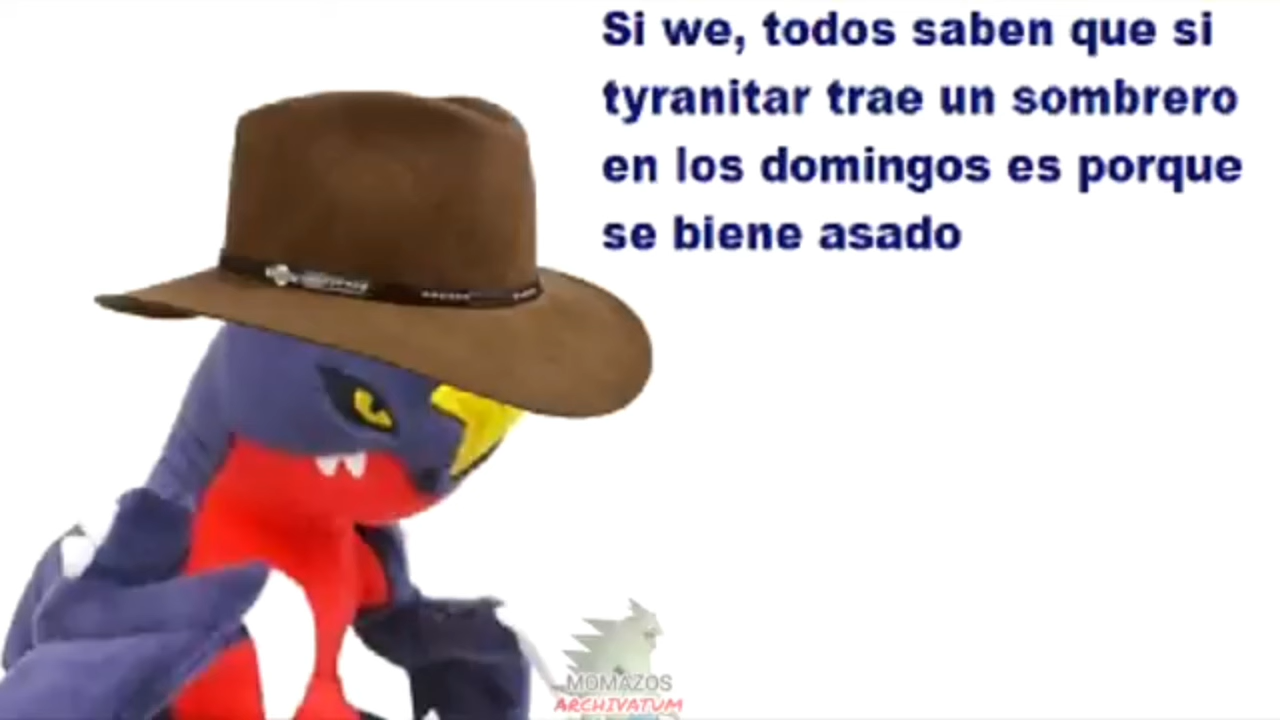 Si we, todos saben que si
tyranitar trae un sombrero
en los domingos es porque
se biene asado
MOMAZOS
ARCHIVATUM